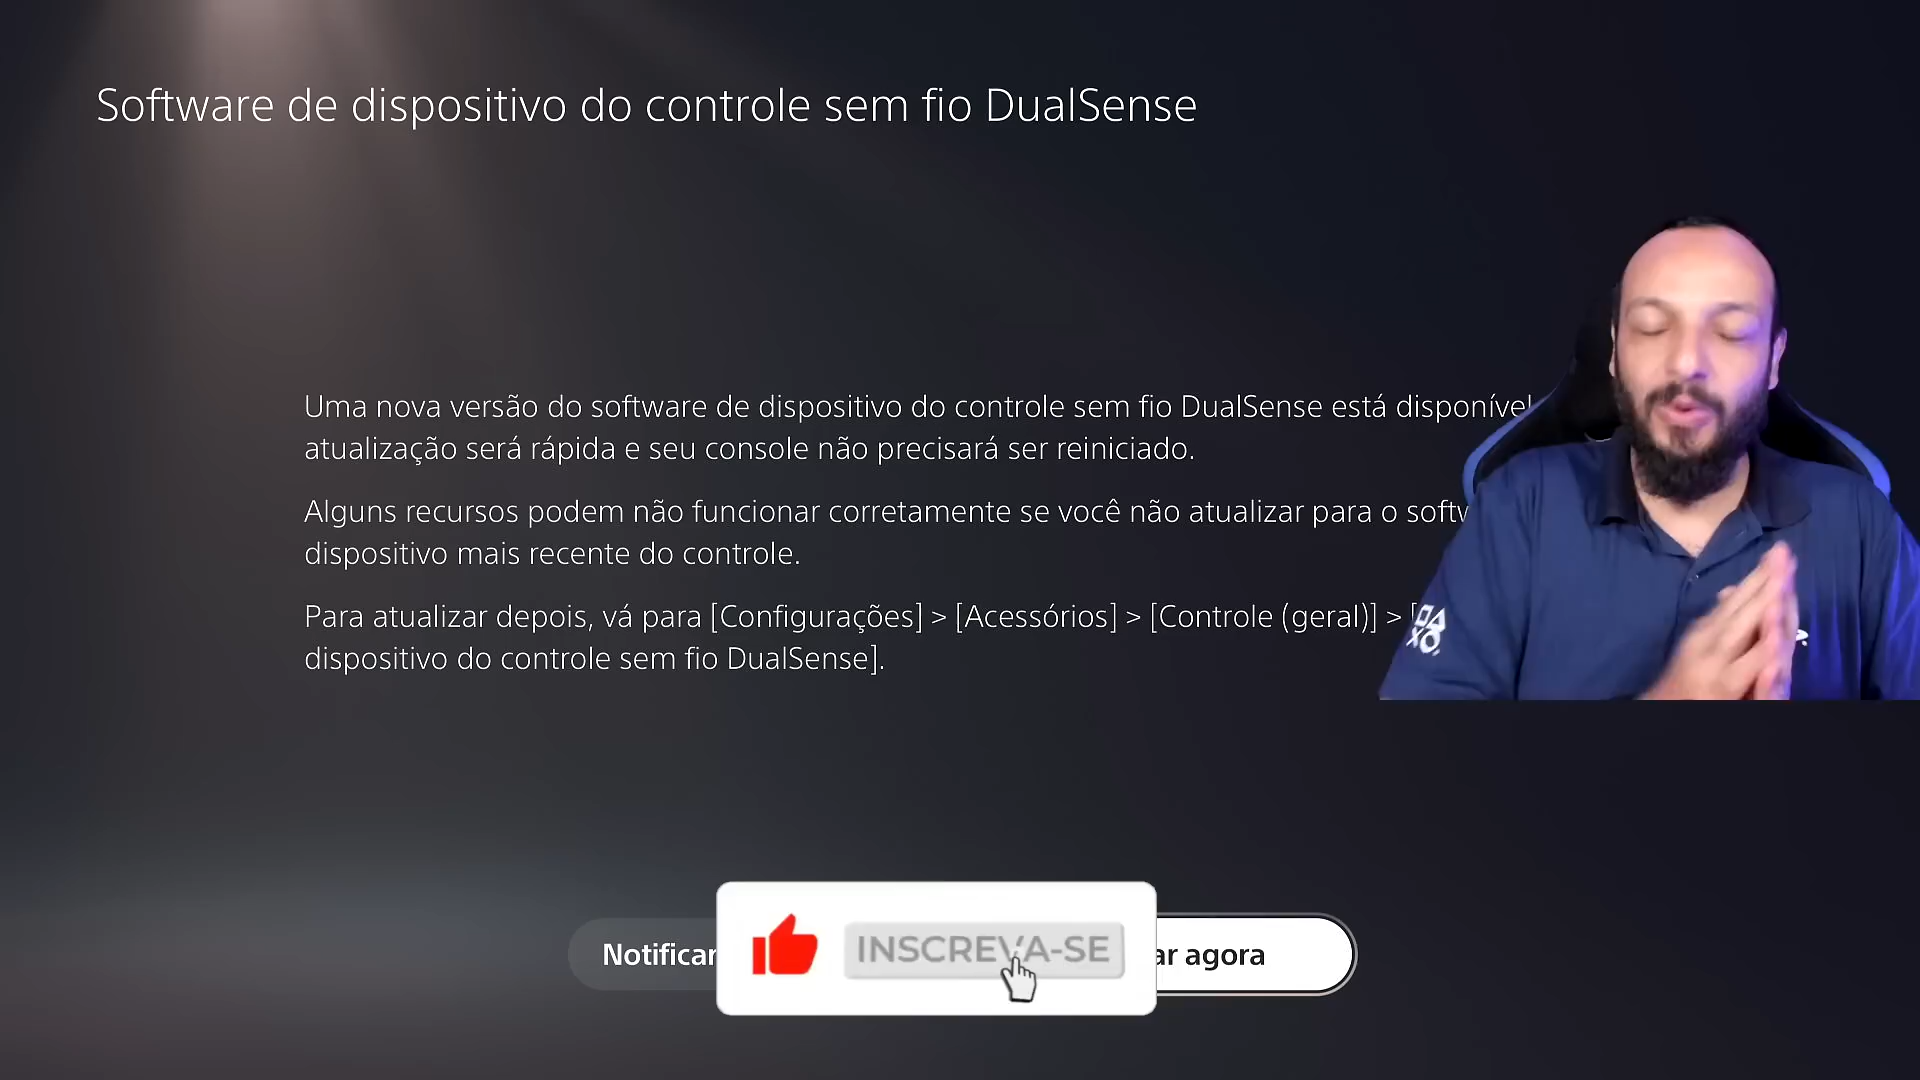 Software de dispositivo do controle sem fio DualSense
Uma nova versão do software de dispositivo do controle sem fio DualSense está disponível
atualização será rápida e seu console não precisará ser reiniciado.
Alguns recursos podem não funcionar corretamente se você não atualizar para o
dispositivo mais recente do controle.
Para atualizar depois, vá para [Configurações] > [Acessórios] > [Controle (geral)] > [
dispositivo do controle sem fio DualSense].
Notificar
INSCREVA-SE
agora